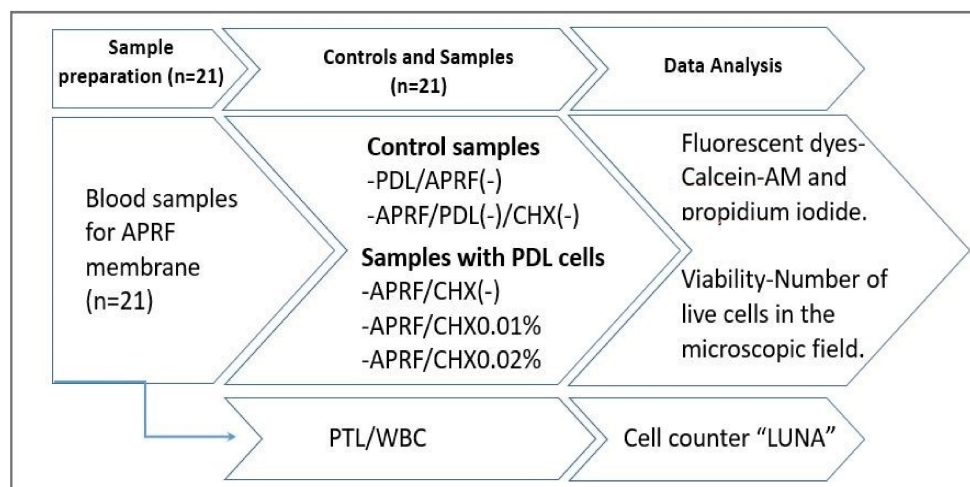 Sample
preparation (n=21)
Controls and Samples
(n=21)
Data Analysis
Blood samples
for APRF
membrane
(n=21)
Control samples
-PDL/APRF(-)
-APRF/PDL(-)/CHX(-)
Samples with PDL cells
-APRF/CHX(-)
-APRF/CHX0.01%
-APRF/CHX0.02%
Fluorescent dyes-
Calcein-AM and
propidium iodide.
Viability-Number of
live cells in the
microscopic field.
PTL/WBC
Cell counter “LUNA”